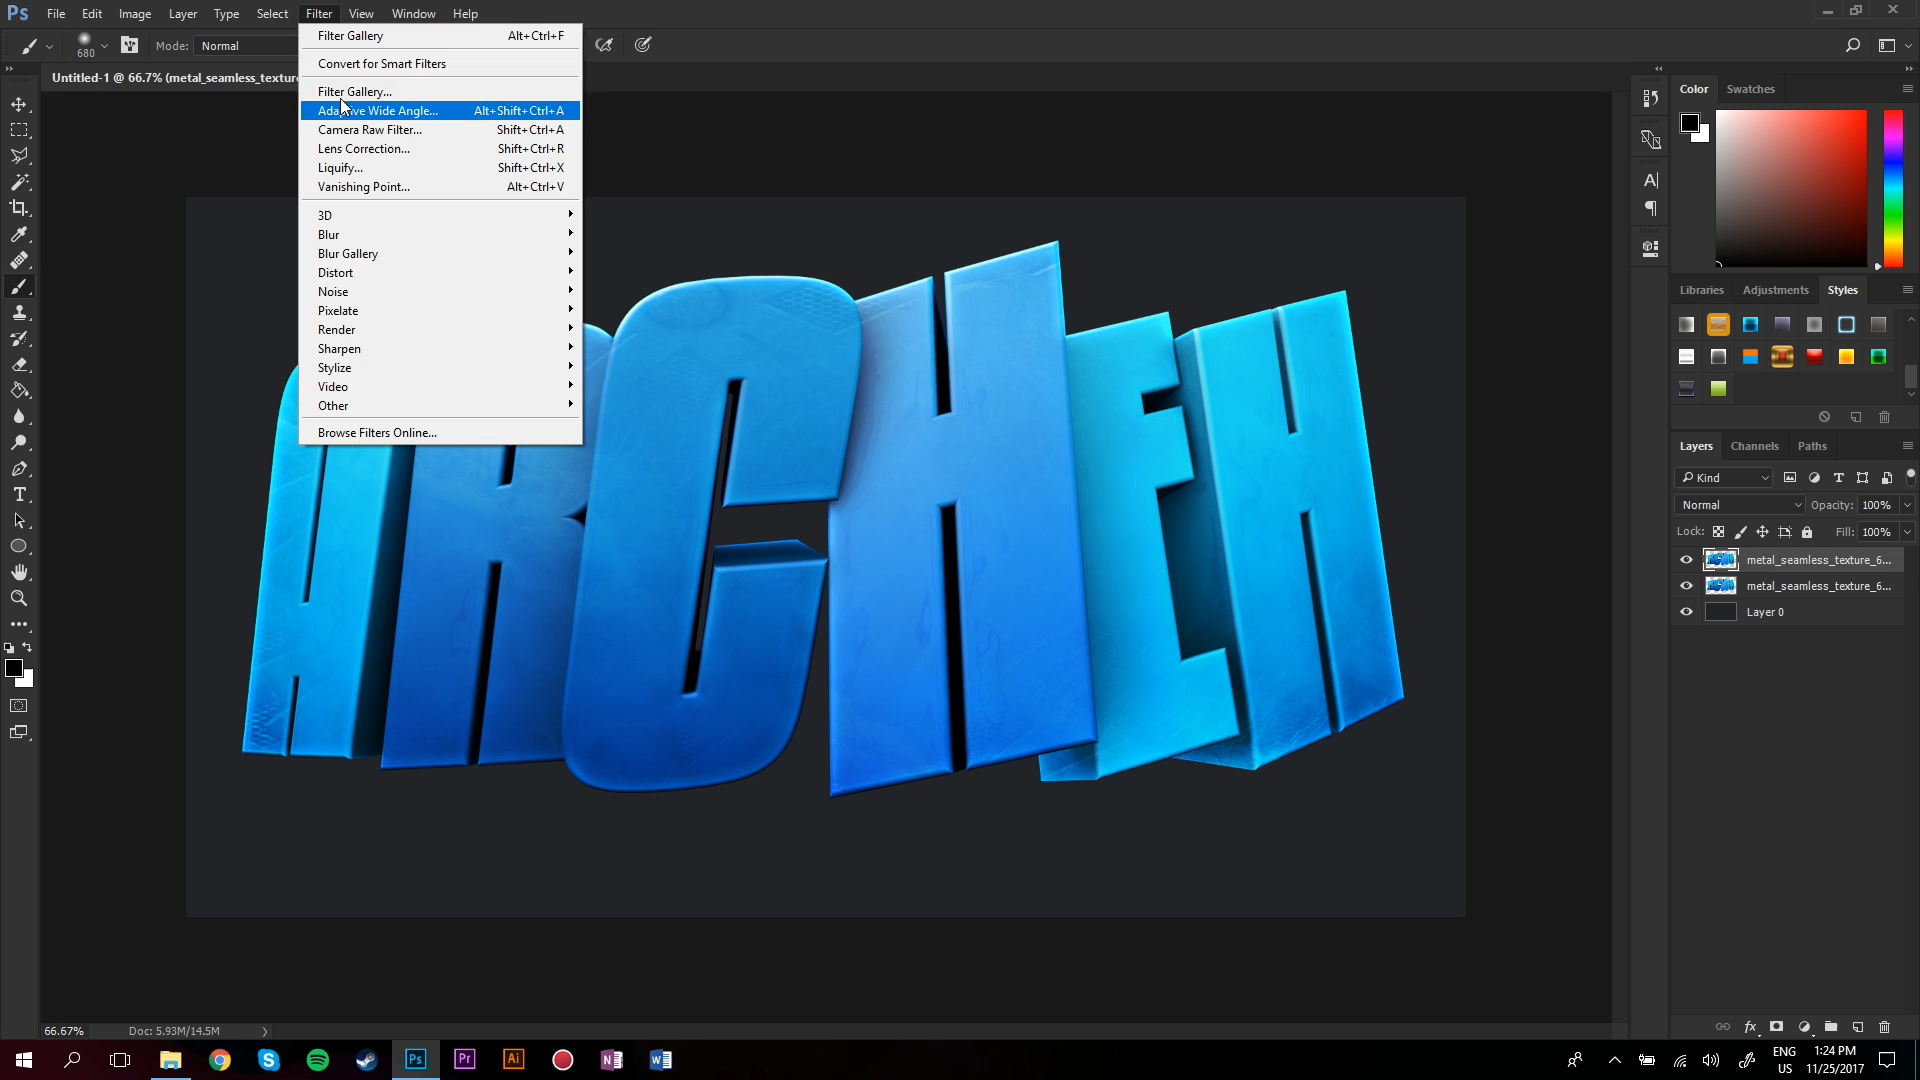 Ps File Edit Image Layer Type Select Filter View Window Help
680 Mode: Normal
Untitled-1 @ 66.7% (metal_seamless_texture
Filter Gallery Alt+Ctrl+F
Convert for Smart Filters
Filter Gallery...
Adaptive Wide Angle... Alt+Shift+Ctrl+A
Camera Raw Filter... Shift+Ctrl+A
Lens Correction... Shift+Ctrl+R
Liquify... Shift+Ctrl+X
Vanishing Point... Alt+Ctrl+V
3D
Blur
Blur Gallery
Distort
Noise
Pixelate
Render
Sharpen
Stylize
Video
Other
Browse Filters Online...
ARCHEH
Color Swatches
Libraries Adjustments Styles
Layers Channels Paths
Kind
Normal Opacity: 100%
Lock: Fill: 100%
metal_seamless_texture_6...
metal_seamless_texture_6...
Layer 0
66.67% Doc: 5.93M/14.5M
Ps Pr Ai N W
ENG 1:24 PM
US 11/25/2017